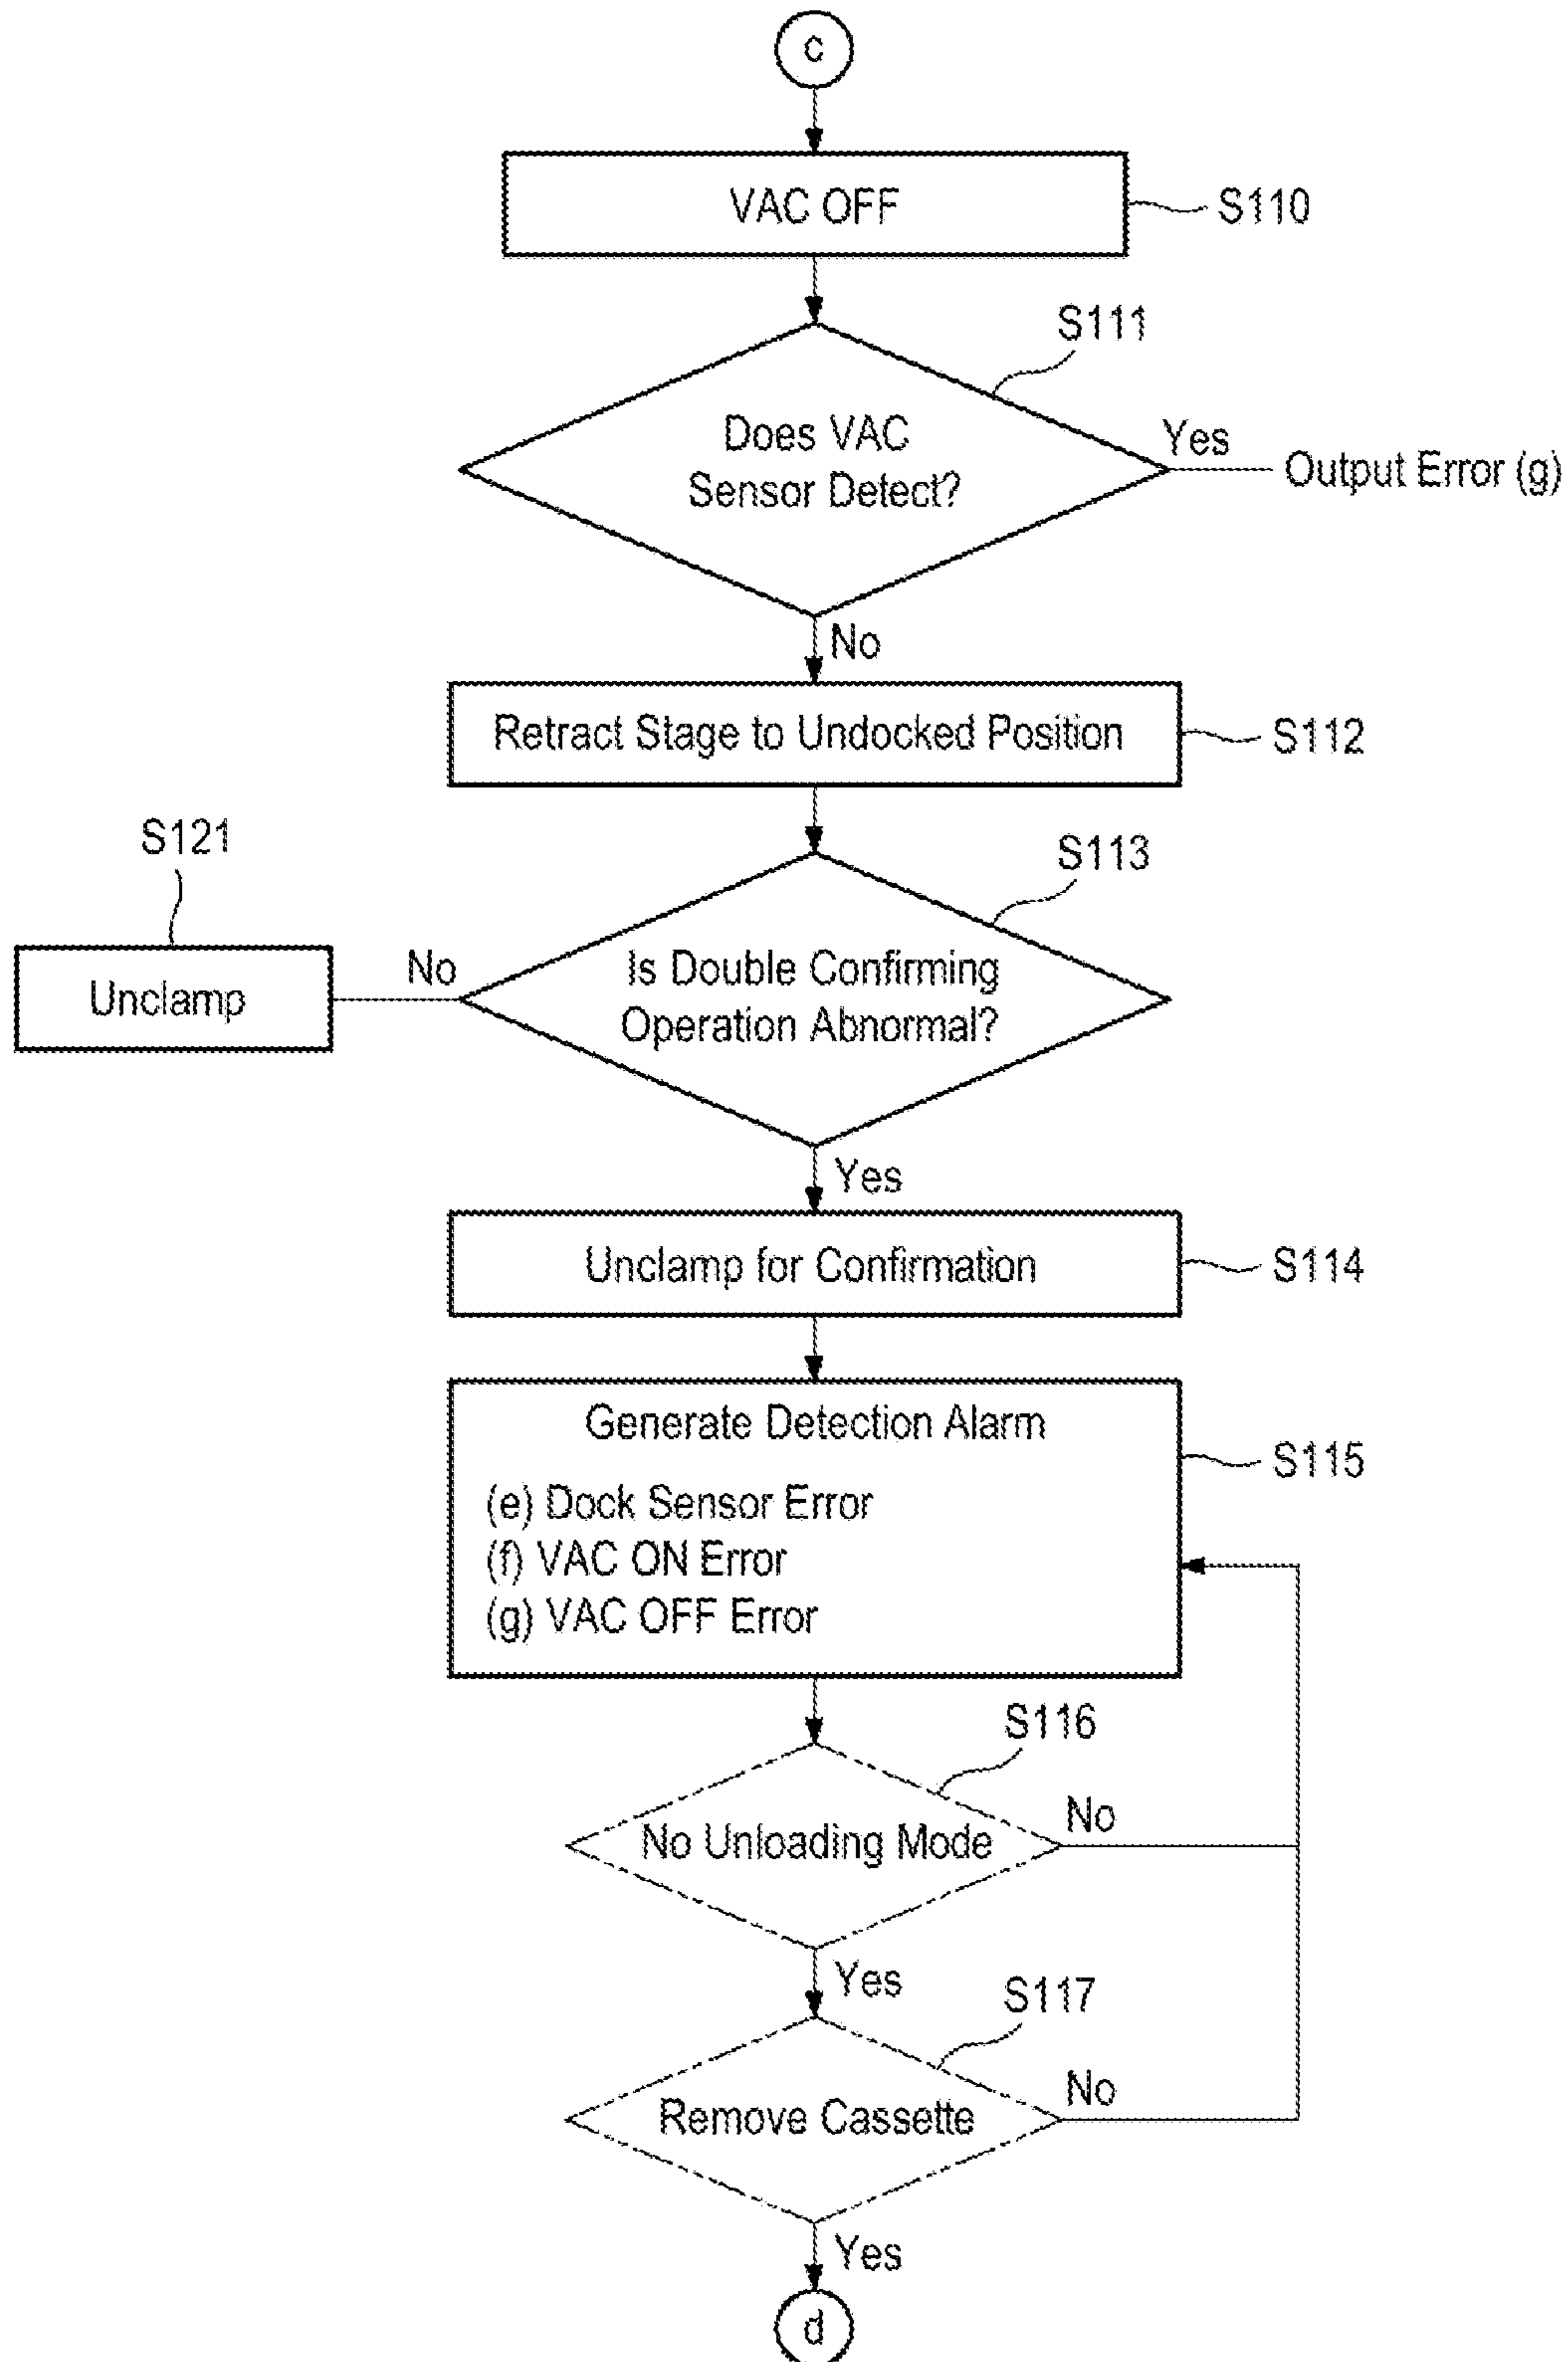 c
VAC OFF
S110
S111
Does VAC
Sensor Detect?
Yes
Output Error (g)
No
Retract Stage to Undocked Position
S112
S121
S113
Unclamp
No
Is Double Confirming
Operation Abnormal?
Yes
Unclamp for Confirmation
S114
Generate Detection Alarm
S115
(e) Dock Sensor Error
(f) VAC ON Error
(g) VAC OFF Error
S116
No Unloading Mode
No
Yes
S117
Remove Cassette
No
Yes
d